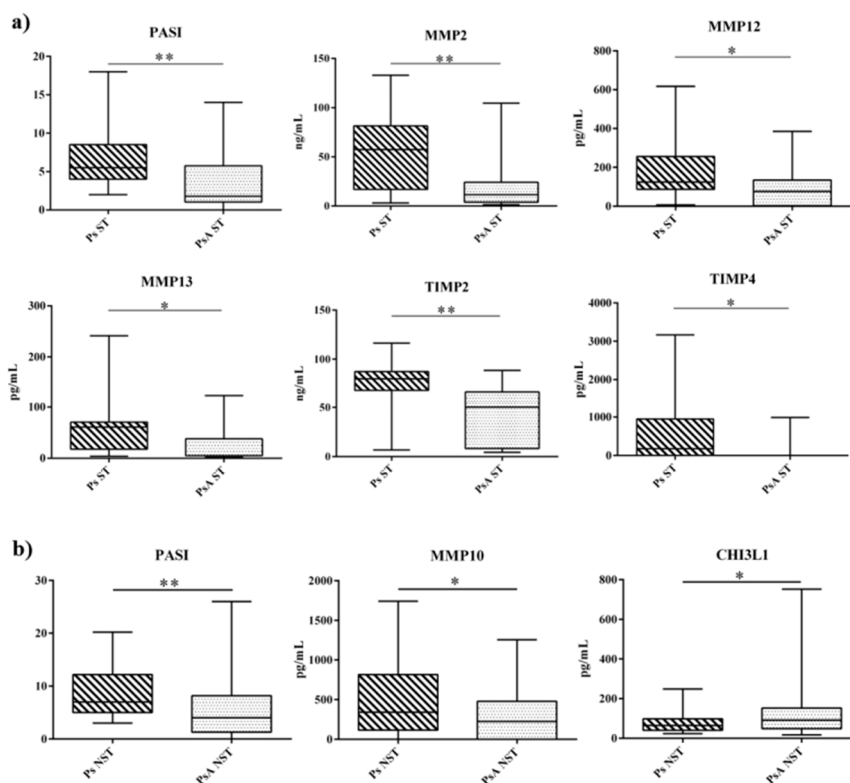 a)
PASI
**
20
15
10
5
0
Ps ST
PsA ST
MMP2
**
ng/mL
150
100
50
0
Ps ST
PsA ST
MMP12
*
pg/mL
800
600
400
200
0
Ps ST
PsA ST
MMP13
*
pg/mL
300
200
100
0
Ps ST
PsA ST
TIMP2
**
ng/mL
150
100
50
0
Ps ST
PsA ST
TIMP4
*
pg/mL
4000
3000
2000
1000
0
Ps ST
PsA ST
b)
PASI
**
30
20
10
0
Ps NST
PsA NST
MMP10
*
pg/mL
2000
1500
1000
500
0
Ps NST
PsA NST
CHI3L1
*
pg/mL
800
600
400
200
0
Ps NST
PsA NST